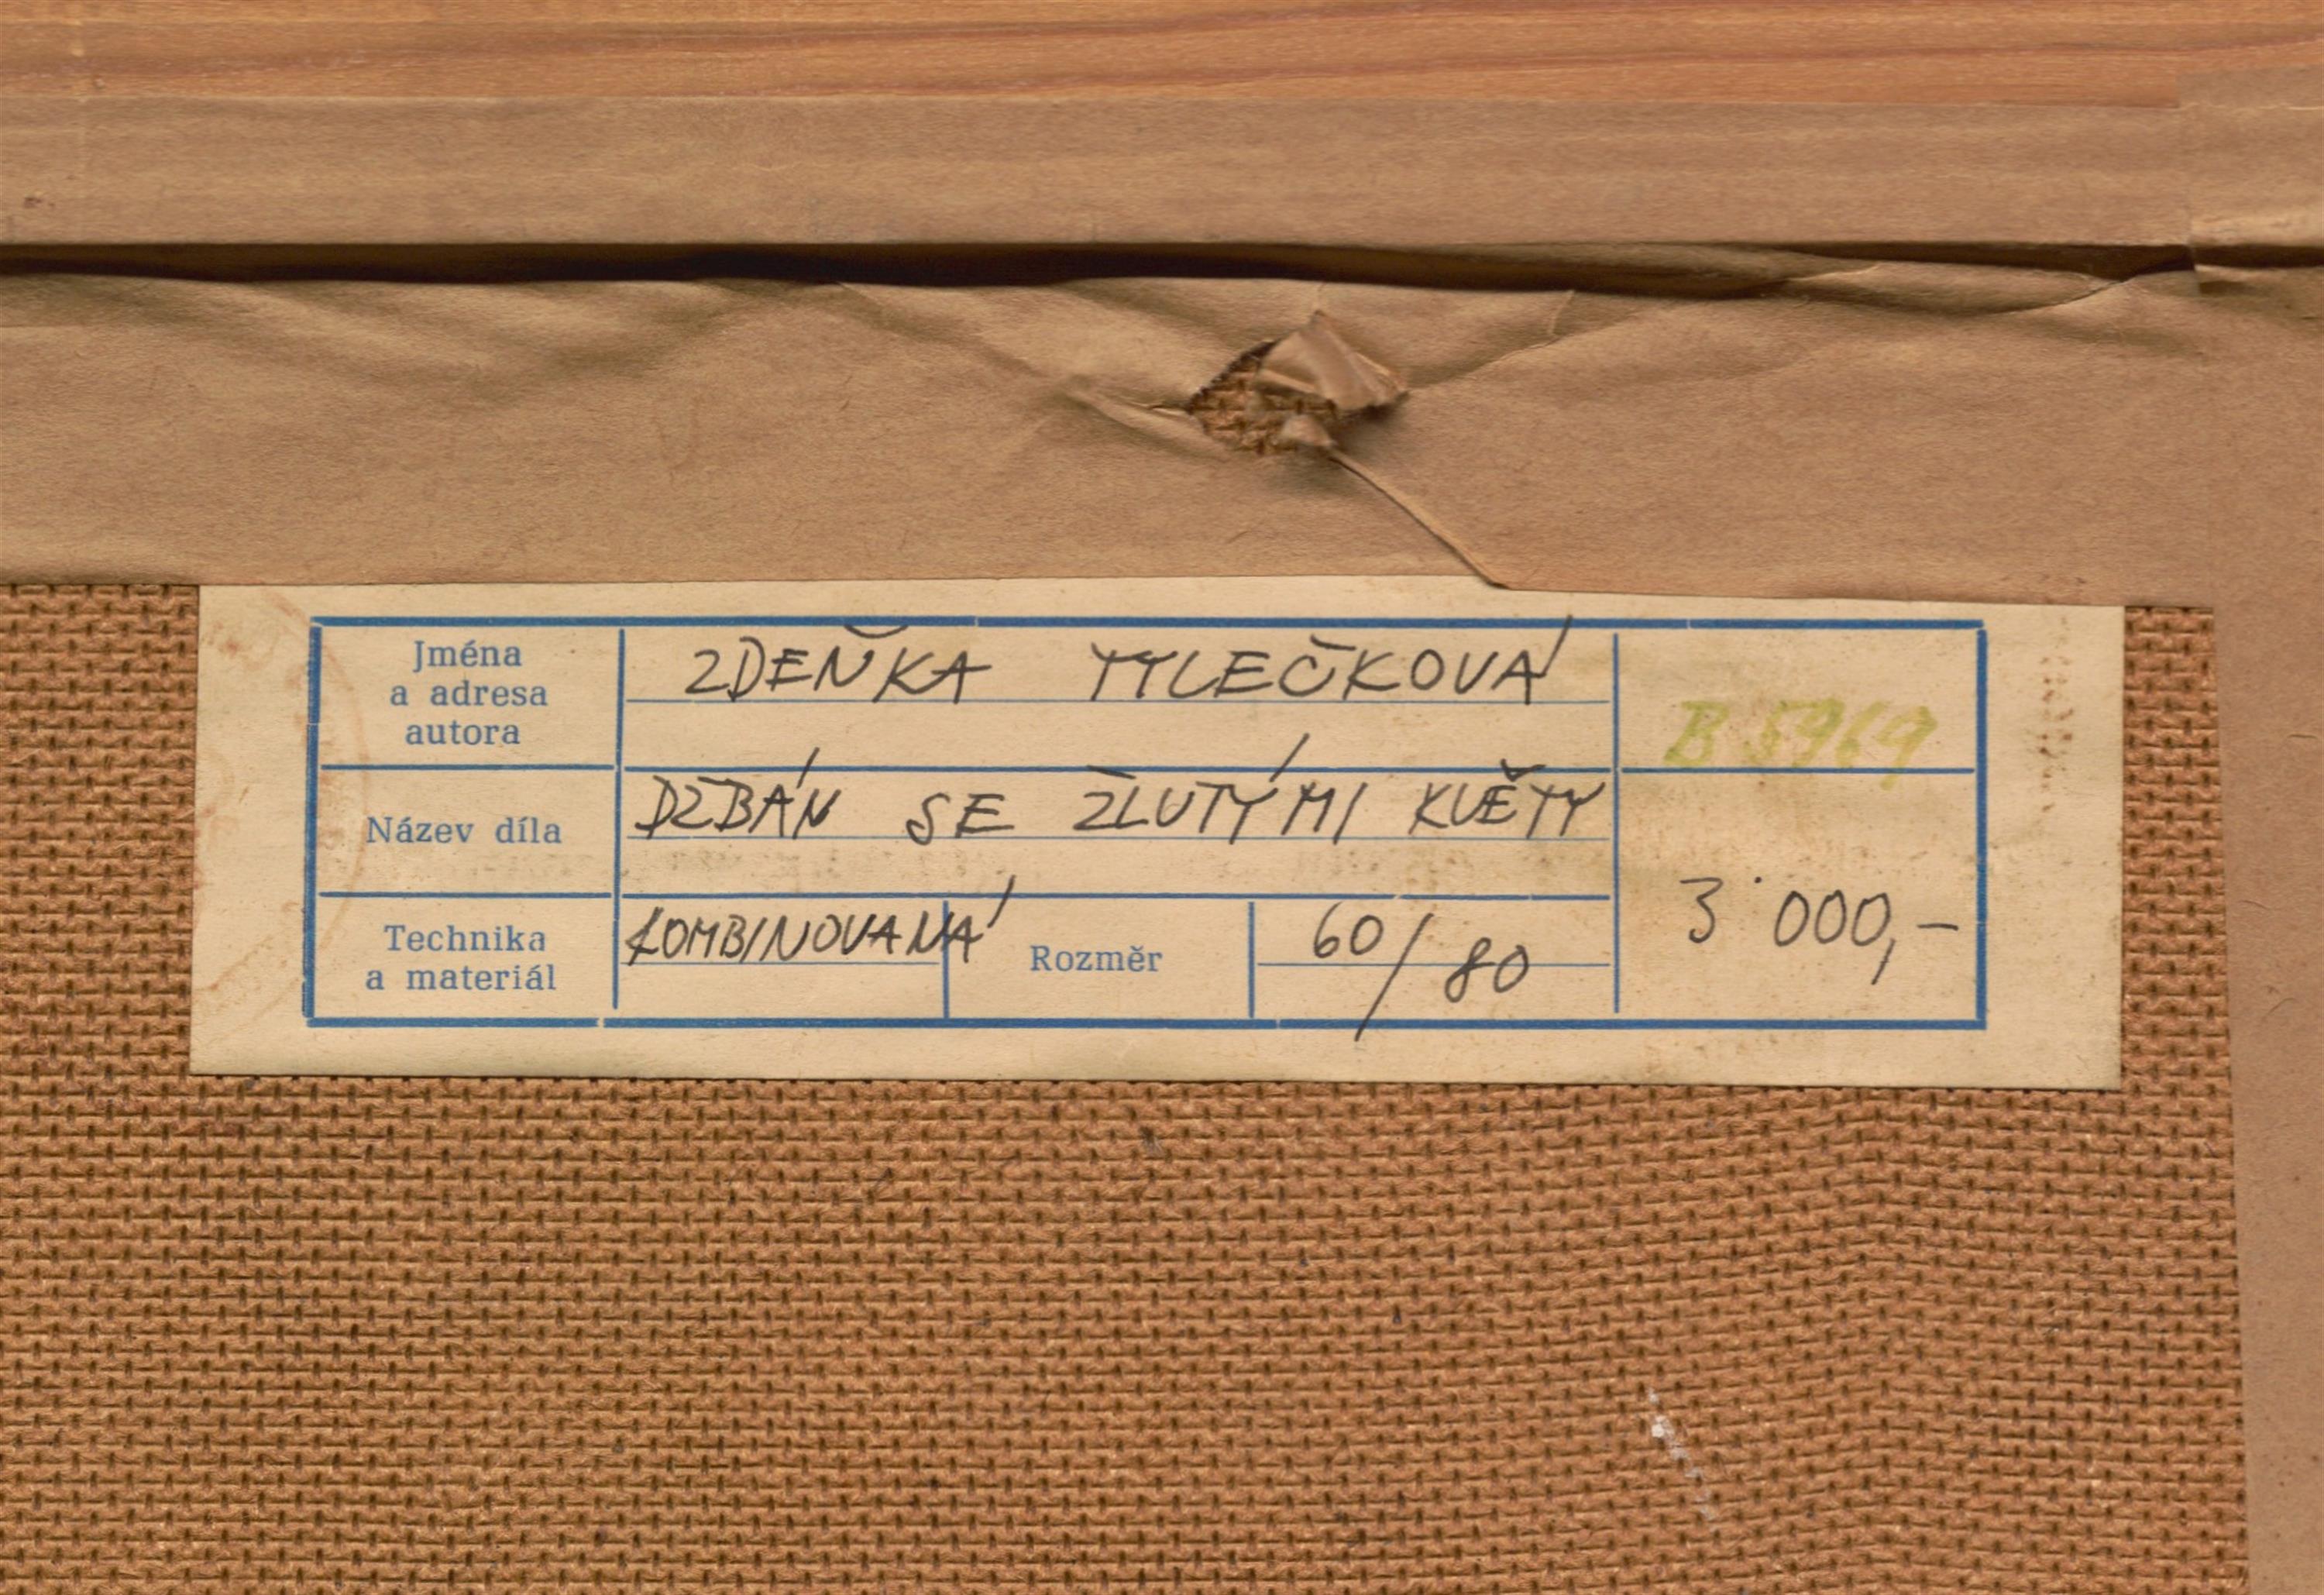 Jména
a adresa
autora
ZDEŇKA TYLEČKOVÁ
B 5969
Název díla
DŽBÁN SE ŽLUTÝMI KVĚTY
Technika
a materiál
KOMBINOVANÁ
Rozměr
60/80
3˙000,-